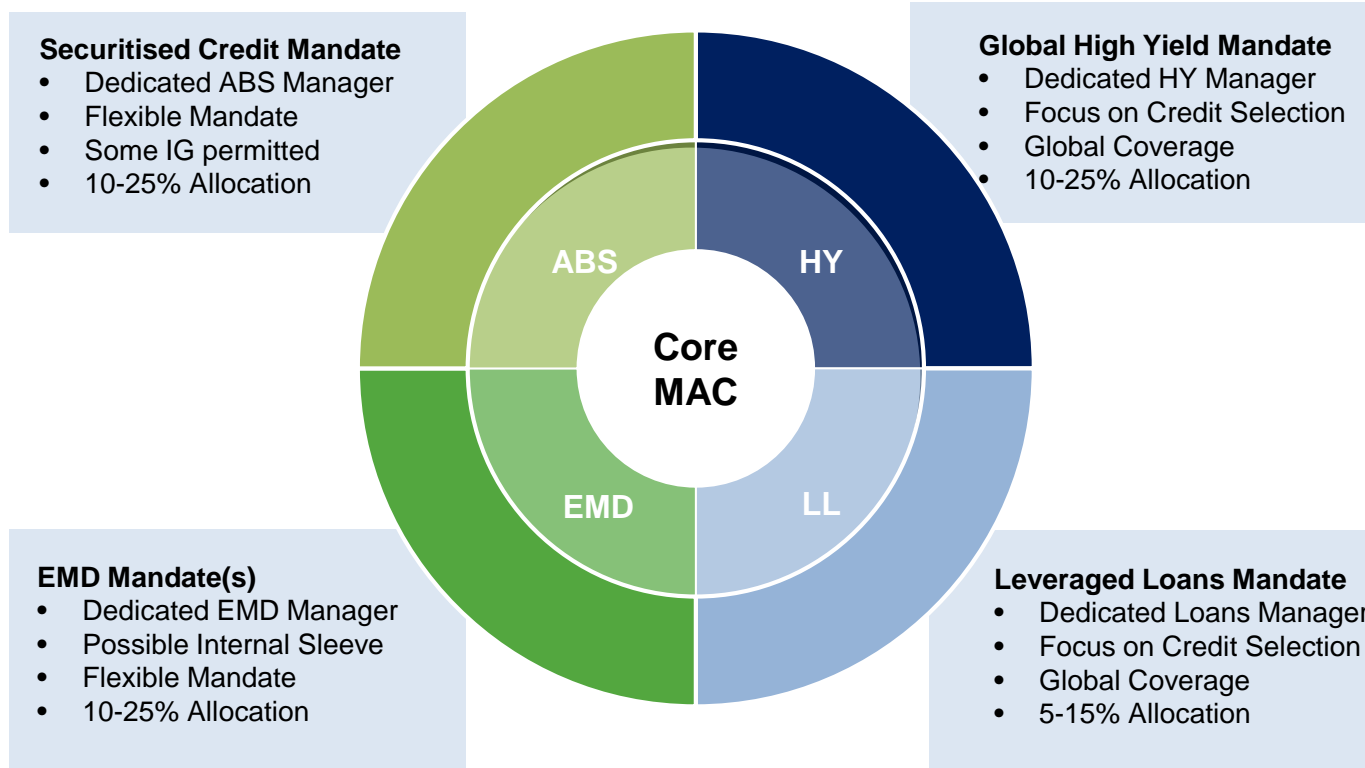 Securitised Credit Mandate
• Dedicated ABS Manager
• Flexible Mandate
• Some IG permitted
• 10-25% Allocation
Global High Yield Mandate
• Dedicated HY Manager
• Focus on Credit Selection
• Global Coverage
• 10-25% Allocation
ABS
HY
Core
MAC
EMD
LL
EMD Mandate(s)
• Dedicated EMD Manager
• Possible Internal Sleeve
• Flexible Mandate
• 10-25% Allocation
Leveraged Loans Mandate
• Dedicated Loans Manager
• Focus on Credit Selection
• Global Coverage
• 5-15% Allocation